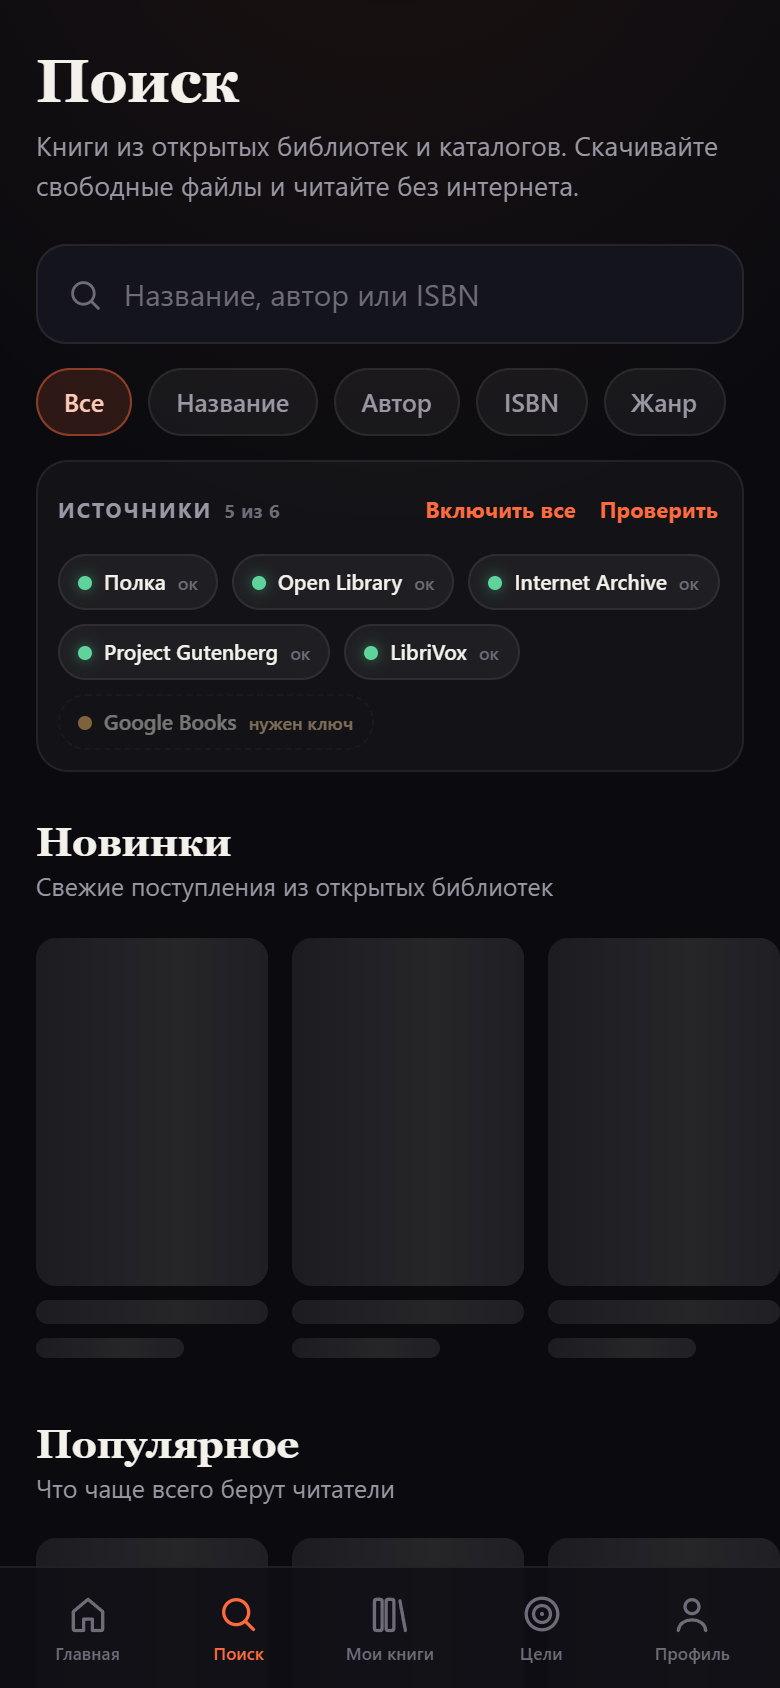 Поиск
Книги из открытых библиотек и каталогов. Скачивайте
свободные файлы и читайте без интернета.
Название, автор или ISBN
Все Название Автор ISBN Жанр
ИСТОЧНИКИ 5 из 6 Включить все Проверить
Полка ок Open Library ок Internet Archive ок
Project Gutenberg ок LibriVox ок
Google Books нужен ключ
Новинки
Свежие поступления из открытых библиотек
Популярное
Что чаще всего берут читатели
Главная Поиск Мои книги Цели Профиль